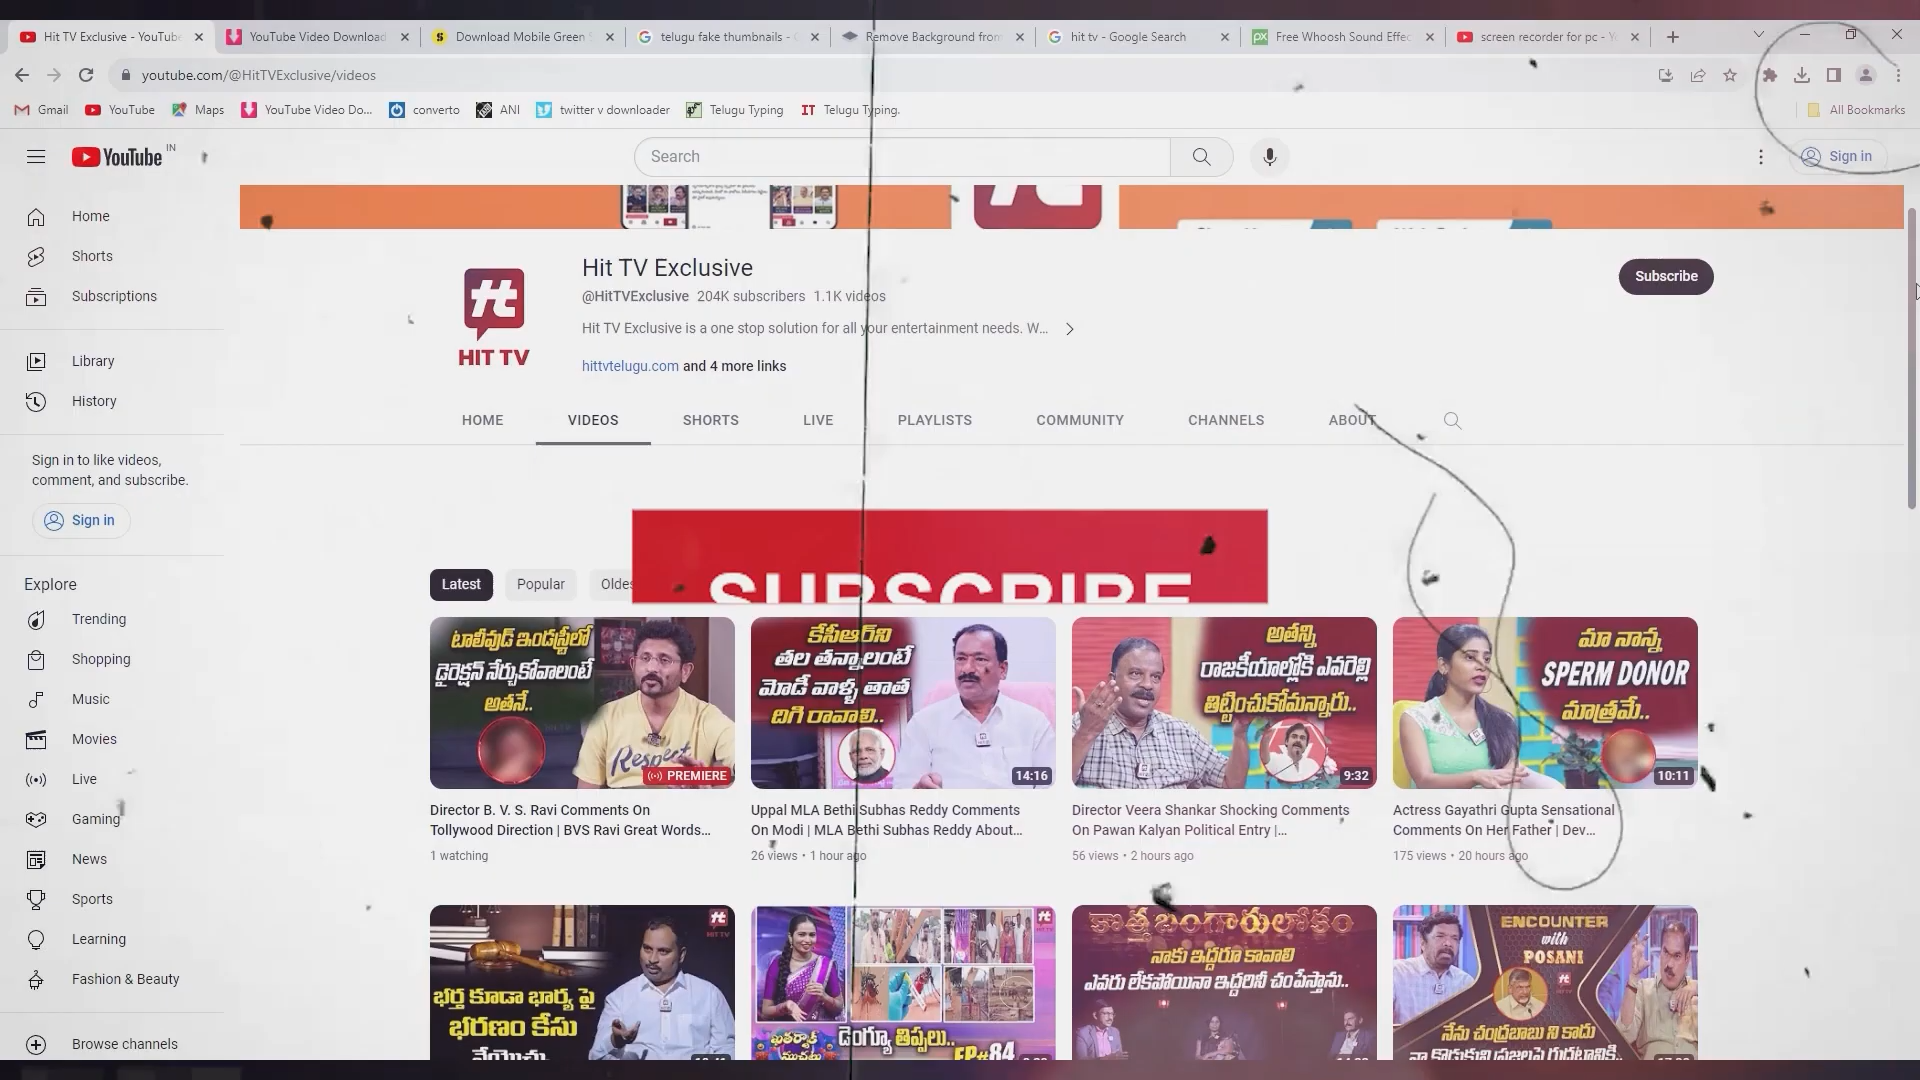 Hit TV Exclusive - YouTube
YouTube Video Download
Download Mobile Green S
telugu fake thumbnails - G
Remove Background from
hit tv - Google Search
Free Whoosh Sound Effec
screen recorder for pc - Yo
youtube.com/@HitTVExclusive/videos
Gmail
YouTube
Maps
YouTube Video Do...
converto
ANI
twitter v downloader
Telugu Typing
IT Telugu Typing.
All Bookmarks
YouTube IN
Search
Sign in
Home
Shorts
Subscriptions
Library
History
Sign in to like videos,
comment, and subscribe.
Sign in
Explore
Trending
Shopping
Music
Movies
Live
Gaming
News
Sports
Learning
Fashion & Beauty
Browse channels
HIT TV
Hit TV Exclusive
@HitTVExclusive 204K subscribers 1.1K videos
Hit TV Exclusive is a one stop solution for all your entertainment needs. W...
hittvtelugu.com and 4 more links
Subscribe
HOME
VIDEOS
SHORTS
LIVE
PLAYLISTS
COMMUNITY
CHANNELS
ABOUT
SUBSCRIBE
Latest
Popular
Oldes
టాలీవుడ్ ఇండస్ట్రీలో
డైరెక్షన్ నేర్చుకోవాలంటే
అతనే..
Respect
PREMIERE
కేసీఆర్‌ని
తల తన్నాలంటే
మోడీ వాళ్ళ తాత
దిగి రావాలి..
14:16
అతన్ని
రాజకీయాల్లోకి ఎవరెల్లి
తిట్టించుకోమన్నారు..
9:32
మా నాన్న
SPERM DONOR
మాత్రమే..
10:11
Director B. V. S. Ravi Comments On
Tollywood Direction | BVS Ravi Great Words...
1 watching
Uppal MLA Bethi Subhas Reddy Comments
On Modi | MLA Bethi Subhas Reddy About...
26 views • 1 hour ago
Director Veera Shankar Shocking Comments
On Pawan Kalyan Political Entry |...
56 views • 2 hours ago
Actress Gayathri Gupta Sensational
Comments On Her Father | Dev...
175 views • 20 hours ago
HIT TV
భర్త కూడా భార్య పై
భరణం కేసు
వేయొచ్చు
డెంగ్యూ తిప్పలు..
EP#84
కొత్త బంగారులోకం
నాకు ఇద్దరూ కావాలి
ఎవరు లేకపోయినా ఇద్దరినీ చంపేస్తాను..
ENCOUNTER
with
POSANI
నేను చంద్రబాబు ని కాదు